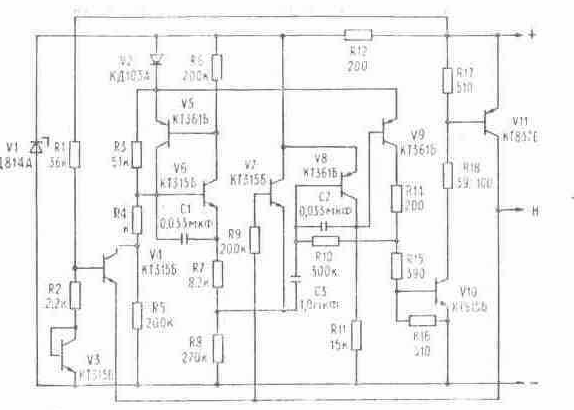 V2
КД103А
R6
200к
R12
200
+
R17
510
V5
КТ361Б
V11
V1
Д814А
R1
36к
R3
51к
V6
КТ315Б
V7
КТ315Б
V8
КТ361Б
V9
КТ361Б
C2
0,033мкФ
R14
200
R18
C1
0,033мкФ
R4
R9
200к
Н
V4
КТ315Б
R7
8,2к
R10
300к
R15
390
R2
2,2к
C3
1,0мкФ
V10
R5
200к
R8
270к
R11
15к
R16
510
V3
КТ315Б
−